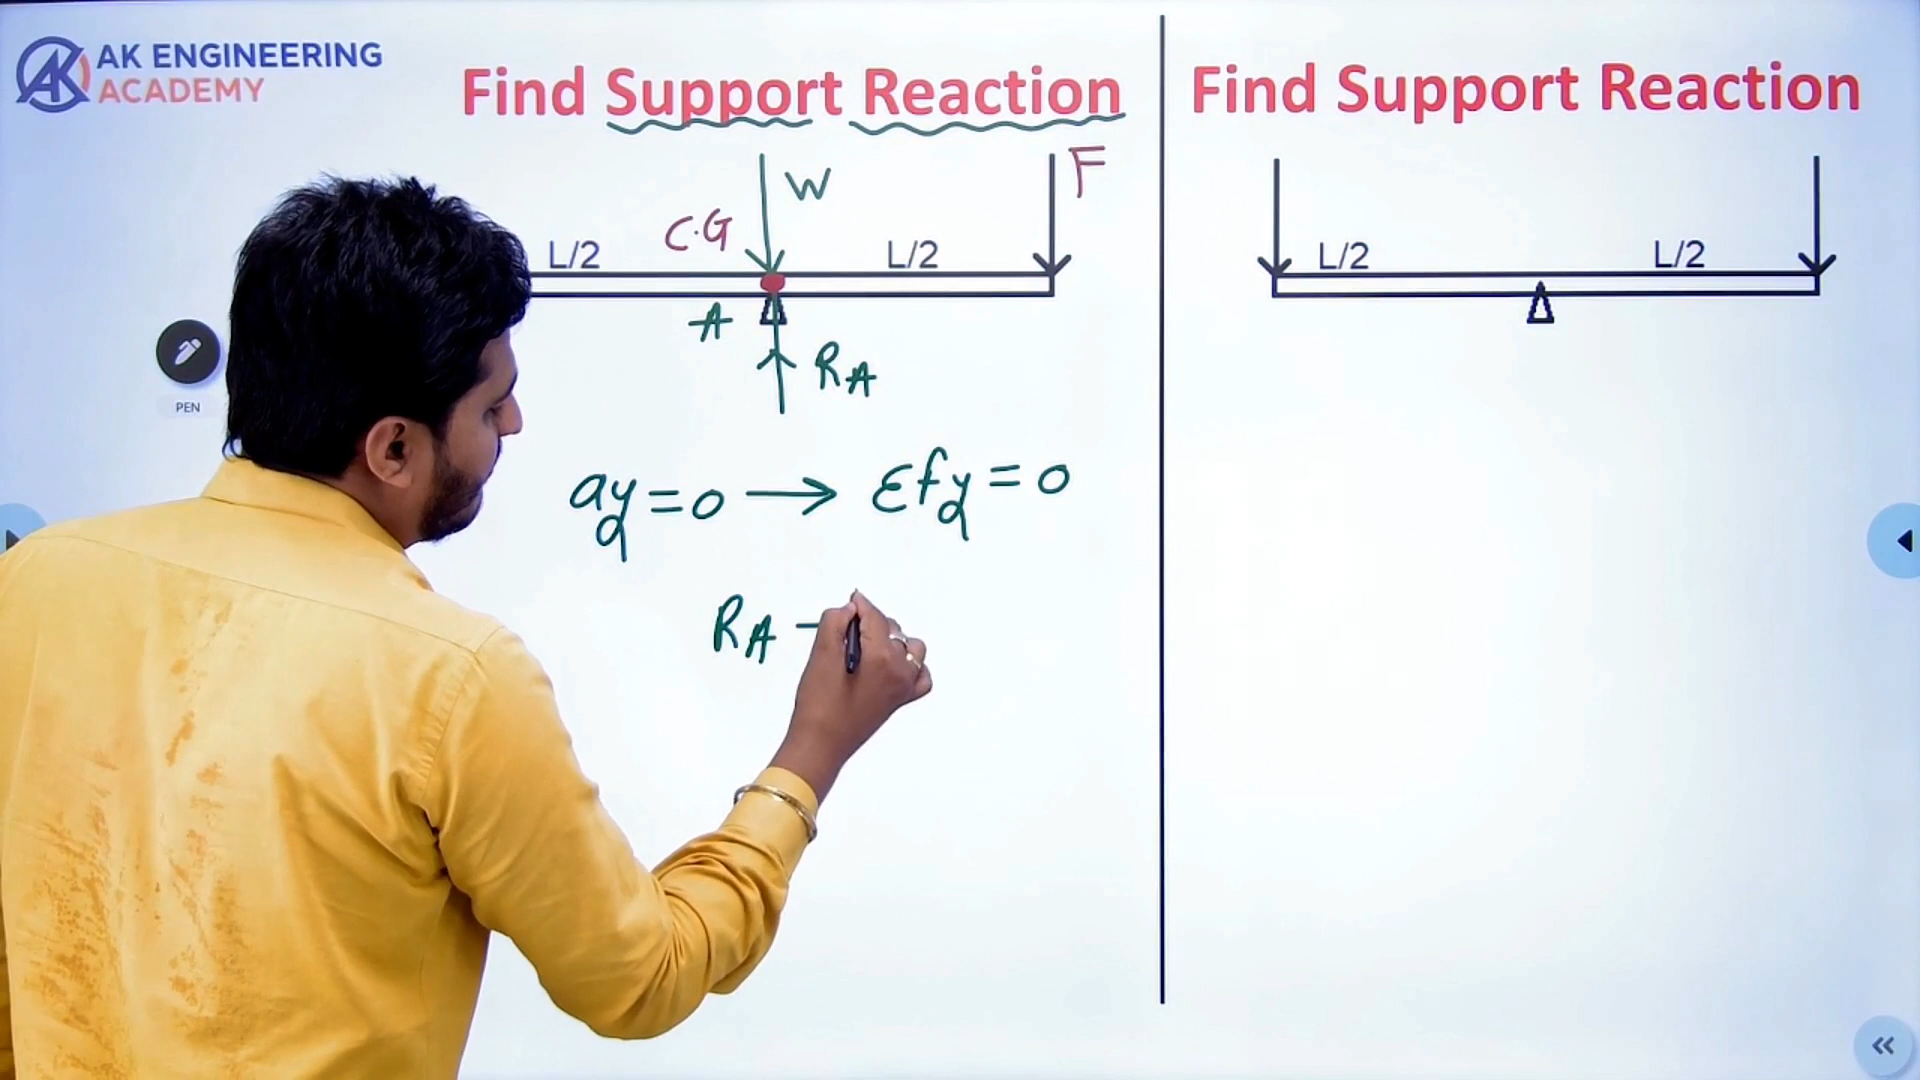 AK ENGINEERING
ACADEMY
Find Support Reaction
W
F
C.G
L/2
L/2
A
RA
PEN
ay = 0 → Σfy = 0
RA -
Find Support Reaction
L/2
L/2